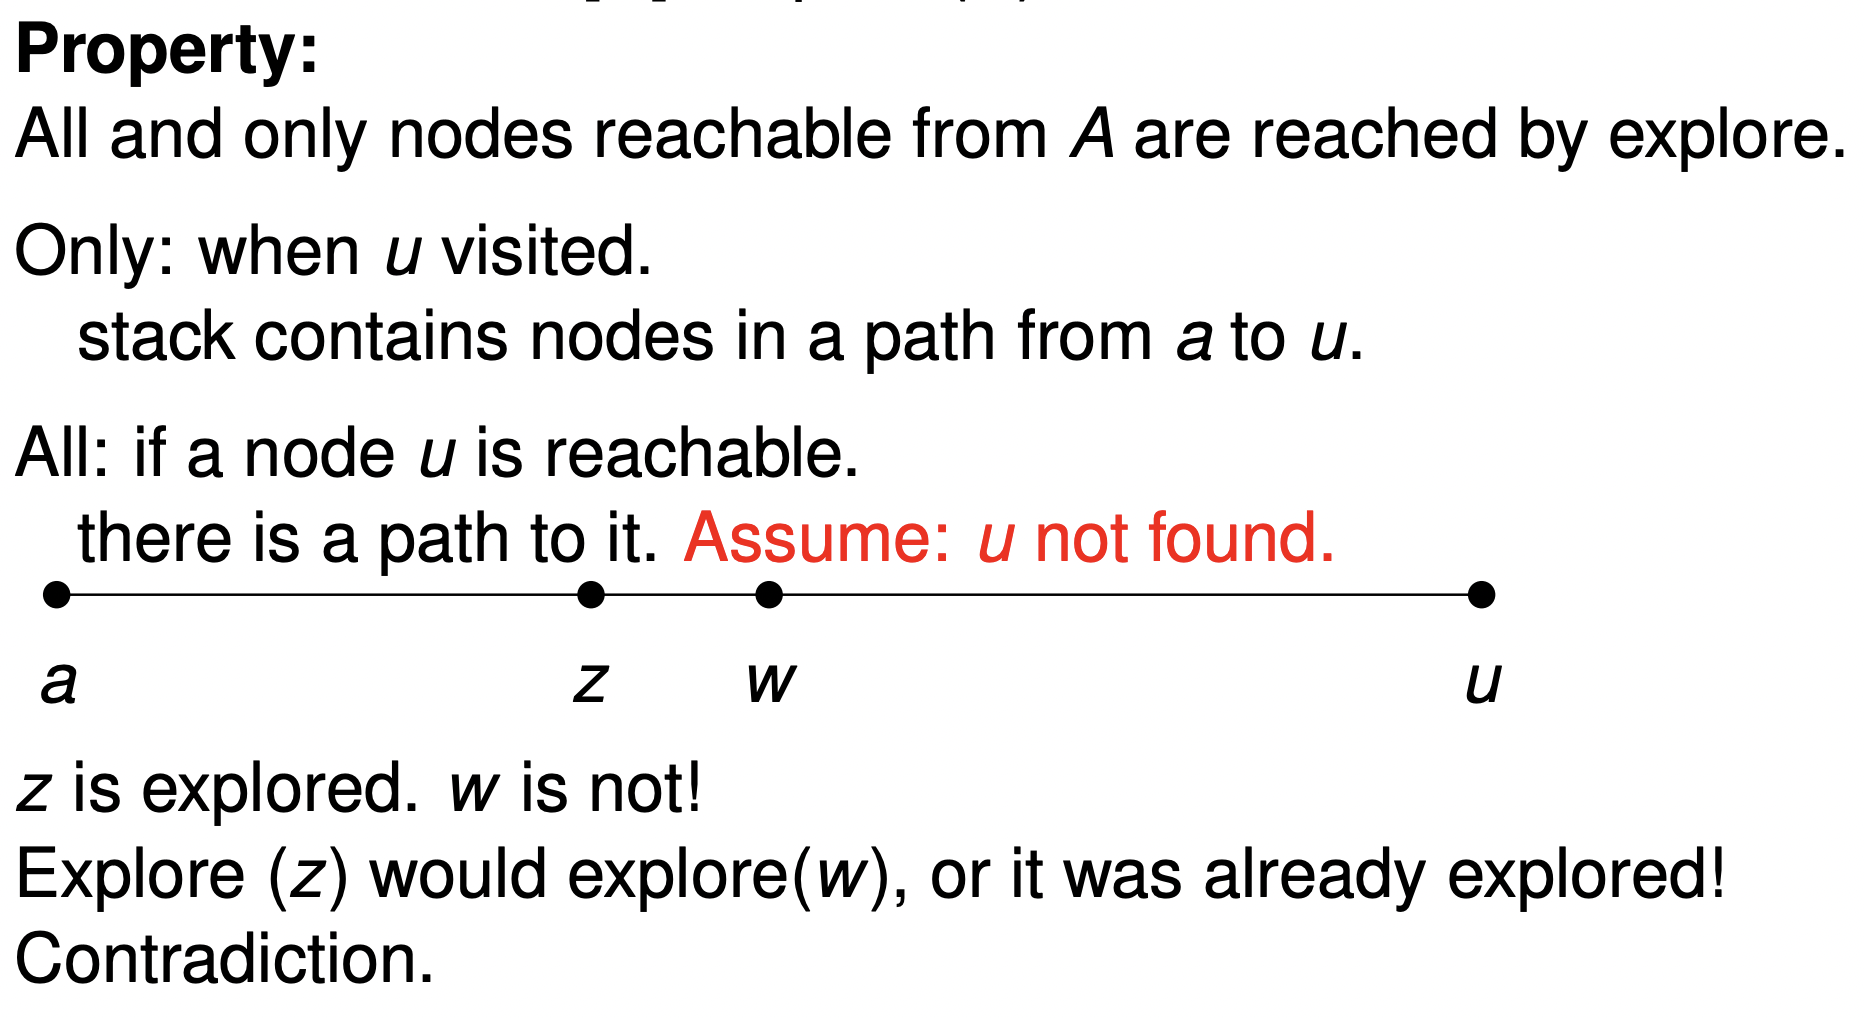 Property:
All and only nodes reachable from A are reached by explore.
Only: when u visited.
stack contains nodes in a path from a to u.
All: if a node u is reachable.
there is a path to it. Assume: u not found.
a z w u
z is explored. w is not!
Explore (z) would explore(w), or it was already explored!
Contradiction.